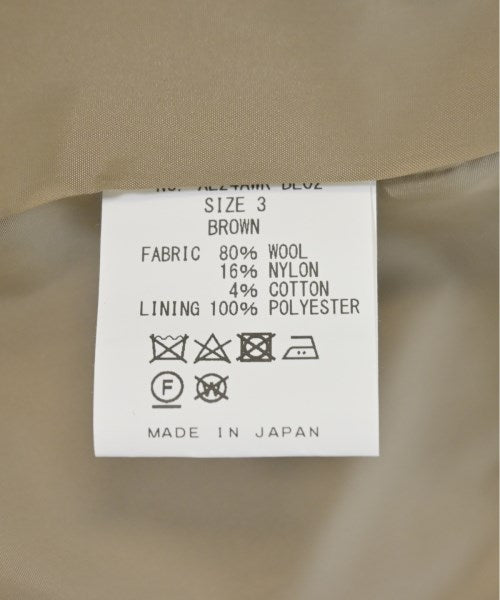 SIZE 3
BROWN
FABRIC 80% WOOL
16% NYLON
4% COTTON
LINING 100% POLYESTER
F W
MADE IN JAPAN